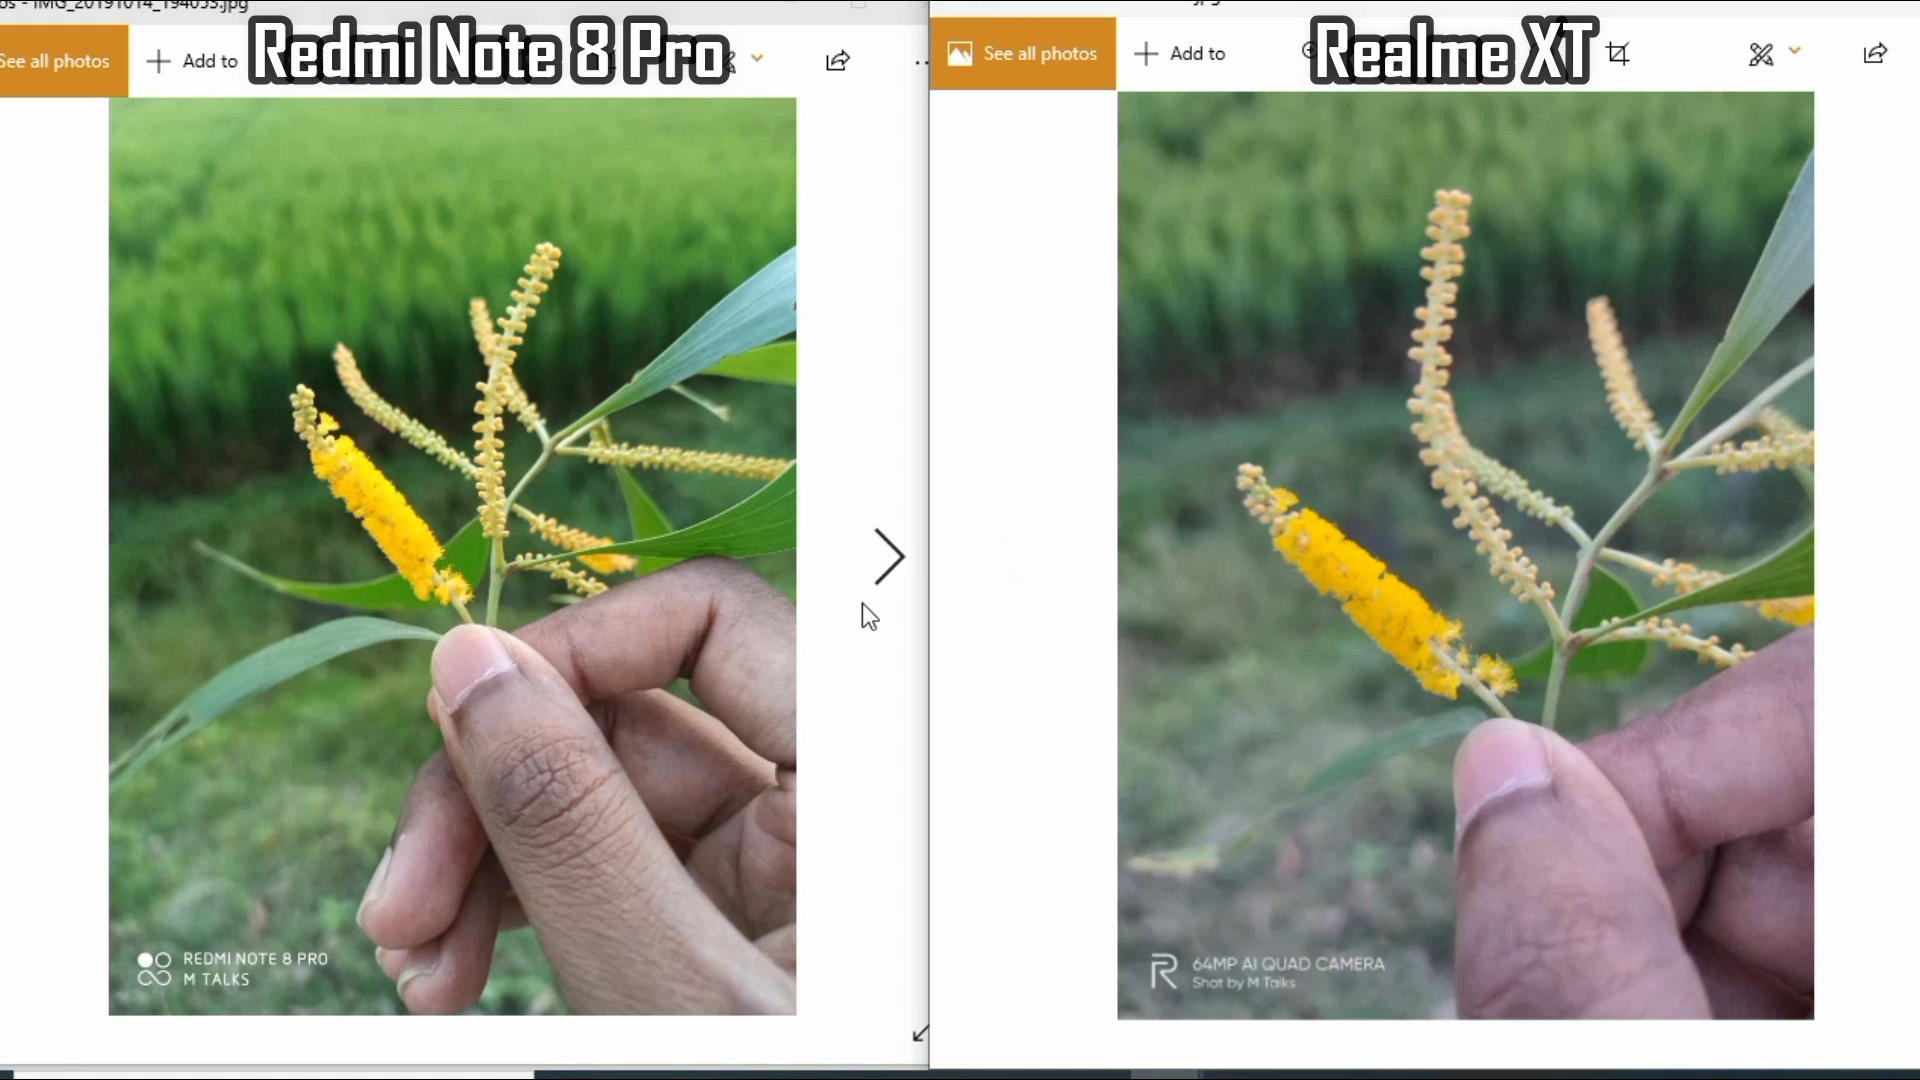 Redmi Note 8 Pro
Realme XT
See all photos
Add to
See all photos
Add to
REDMI NOTE 8 PRO
M TALKS
64MP AI QUAD CAMERA
Shot by M Talks